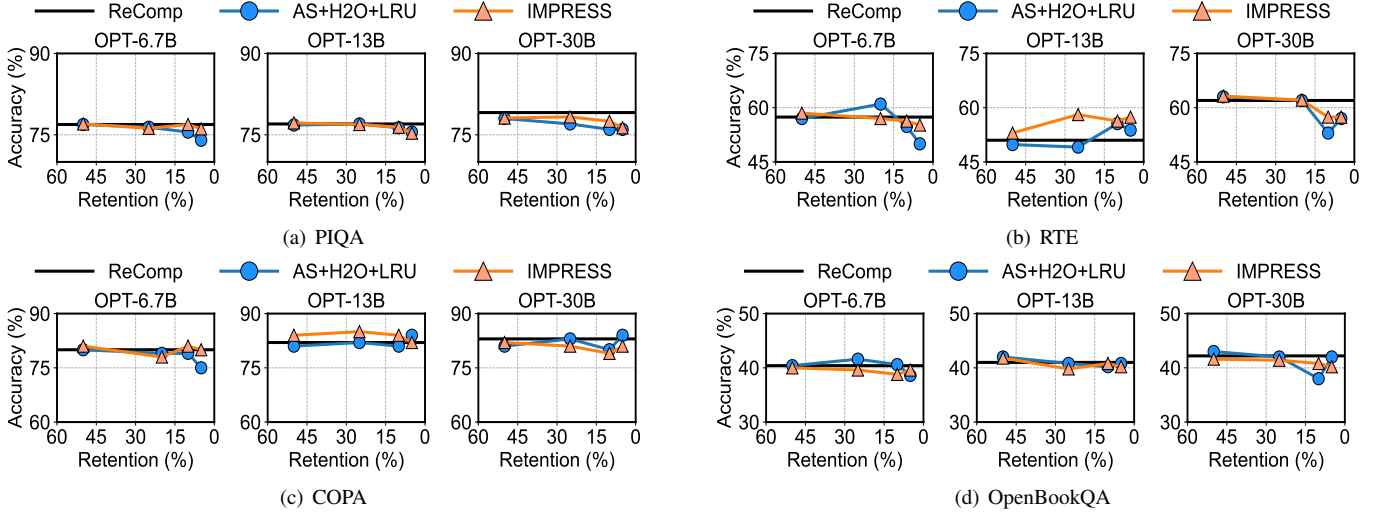 ReComp AS+H2O+LRU IMPRESS
OPT-6.7B OPT-13B OPT-30B
Accuracy (%)
90
75
60 45 30 15 0 60 45 30 15 0 60 45 30 15 0
90 75 90 75
Retention (%) Retention (%) Retention (%)
(a) PIQA
ReComp AS+H2O+LRU IMPRESS
OPT-6.7B OPT-13B OPT-30B
Accuracy (%)
75 75 75
60 60 60
45 45 45
60 45 30 15 0 60 45 30 15 0 60 45 30 15 0
Retention (%) Retention (%) Retention (%)
(b) RTE
ReComp AS+H2O+LRU IMPRESS
OPT-6.7B OPT-13B OPT-30B
Accuracy (%)
90 90 90
75 75 75
60 60 60
60 45 30 15 0 60 45 30 15 0 60 45 30 15 0
Retention (%) Retention (%) Retention (%)
(c) COPA
ReComp AS+H2O+LRU IMPRESS
OPT-6.7B OPT-13B OPT-30B
Accuracy (%)
50 50 50
40 40 40
30 30 30
60 45 30 15 0 60 45 30 15 0 60 45 30 15 0
Retention (%) Retention (%) Retention (%)
(d) OpenBookQA